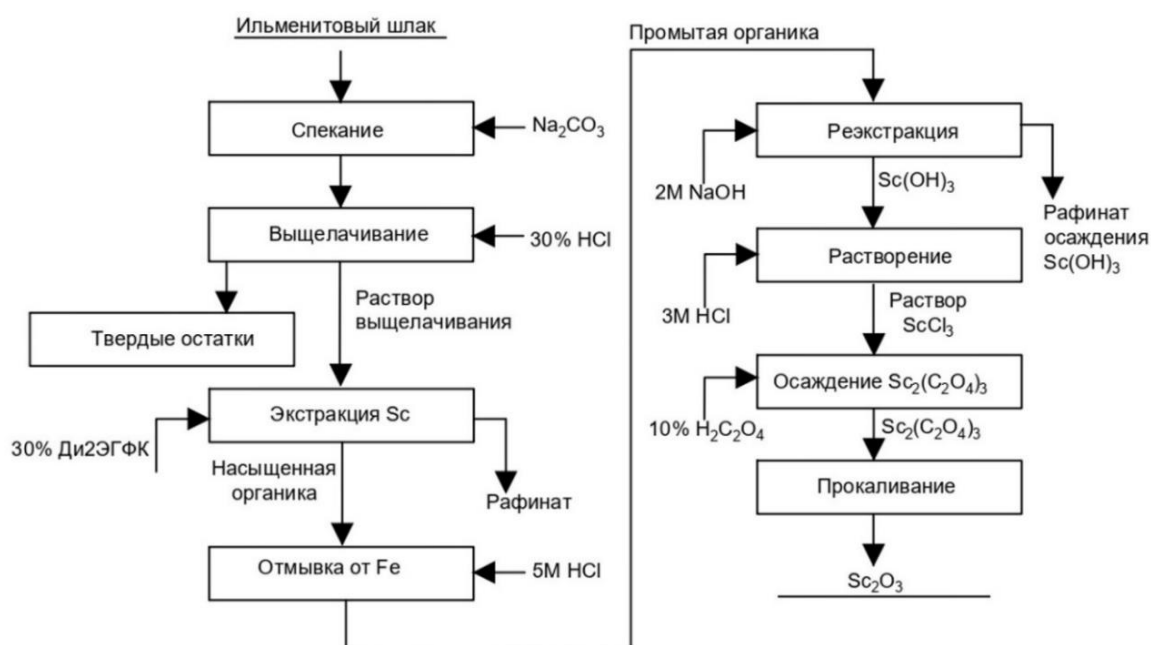 Ильменитовый шлак
Спекание
Na₂CO₃
Выщелачивание
30% HCl
Раствор
выщелачивания
Твердые остатки
Экстракция Sc
30% Ди2ЭГФК
Насыщенная
органика
Рафинат
Отмывка от Fe
5M HCl
Промытая органика
Реэкстракция
2M NaOH
Sc(OH)₃
Рафинат
осаждения
Sc(OH)₃
Растворение
3M HCl
Раствор
ScCl₃
Осаждение Sc₂(C₂O₄)₃
10% H₂C₂O₄
Sc₂(C₂O₄)₃
Прокаливание
Sc₂O₃